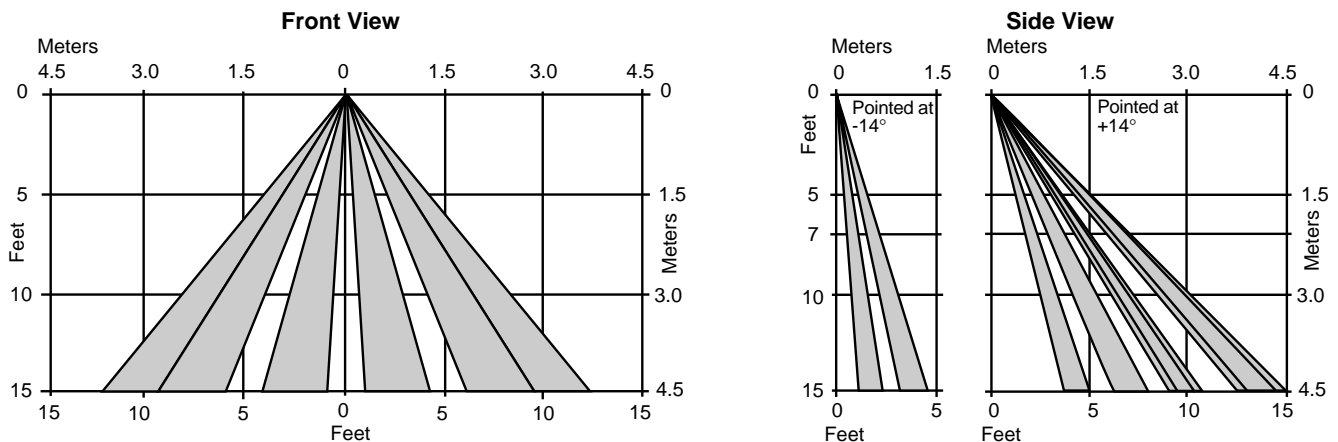 Front View
Meters
4.5 3.0 1.5 0 1.5 3.0 4.5
0 0
5 1.5
Feet
Meters
10 3.0
15 4.5
15 10 5 0 5 10 15
Feet
Side View
Meters
0 1.5
0
Pointed at
-14°
Feet
5
7
10
15
0 5
Feet
Meters
0 1.5 3.0 4.5
0
Pointed at
+14°
1.5
Meters
3.0
4.5
0 5 10 15
Feet